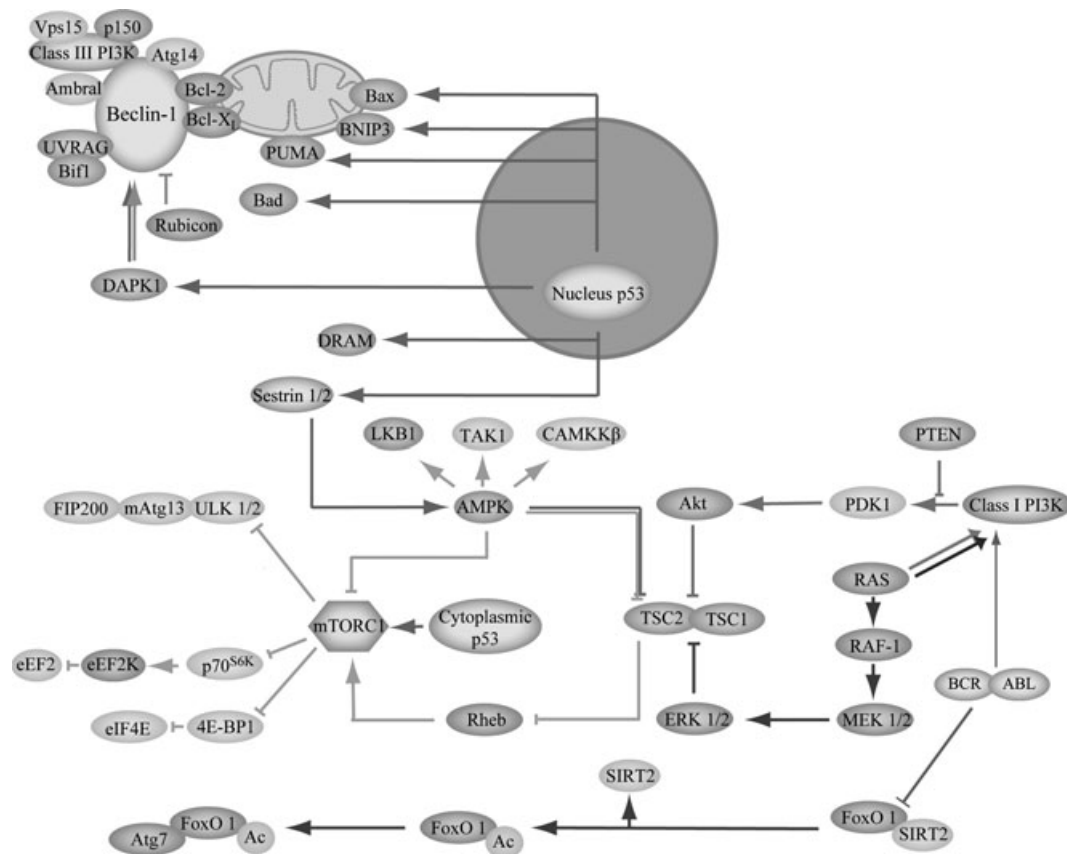 Vps15
p150
Class III PI3K
Atg14
Ambral
Bcl-2
Beclin-1
Bcl-XL
Bax
BNIP3
UVRAG
Bif1
PUMA
Bad
Rubicon
DAPK1
Nucleus p53
DRAM
Sestrin 1/2
LKB1
TAK1
CAMKKβ
PTEN
FIP200
mAtg13
ULK 1/2
AMPK
Akt
PDK1
Class I PI3K
RAS
mTORC1
Cytoplasmic
p53
TSC2
TSC1
RAF-1
eEF2
eEF2K
p70S6K
BCR
ABL
eIF4E
4E-BP1
Rheb
ERK 1/2
MEK 1/2
SIRT2
FoxO 1
SIRT2
FoxO 1
Ac
FoxO 1
Ac
Atg7